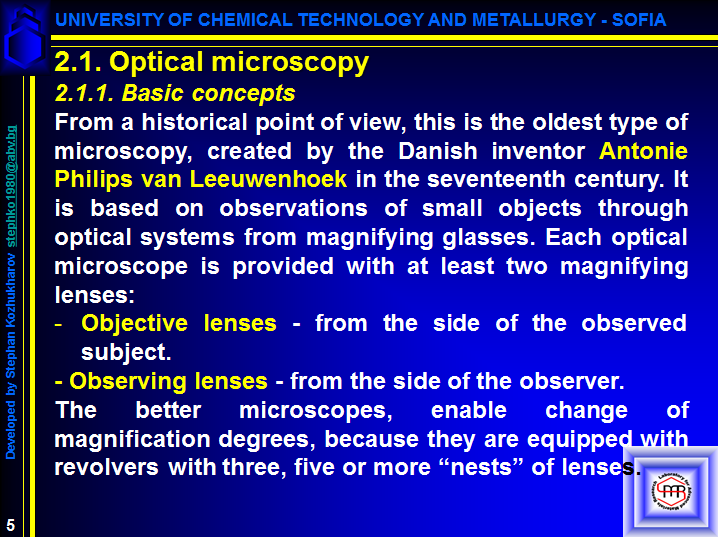 UNIVERSITY OF CHEMICAL TECHNOLOGY AND METALLURGY - SOFIA
2.1. Optical microscopy
2.1.1. Basic concepts
From a historical point of view, this is the oldest type of
microscopy, created by the Danish inventor Antonie
Philips van Leeuwenhoek in the seventeenth century. It
is based on observations of small objects through
optical systems from magnifying glasses. Each optical
microscope is provided with at least two magnifying
lenses:
- Objective lenses - from the side of the observed
subject.
- Observing lenses - from the side of the observer.
The better microscopes, enable change of
magnification degrees, because they are equipped with
revolvers with three, five or more “nests” of lenses.
Developed by Stephan Kozhukharov stephko1980@abv.bg
5
Laboratory for Advanced Materials Research